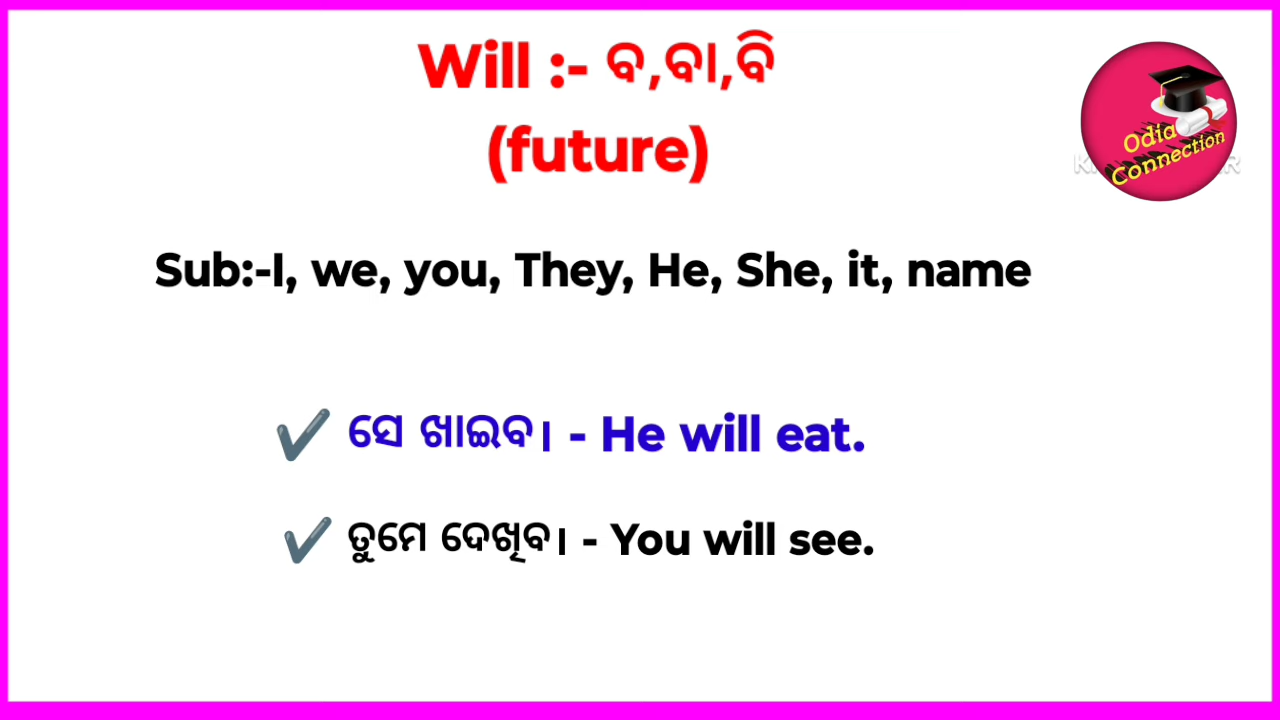 Will :- ବ,ବା,ବି
(future)
Odia
Connection
Sub:-I, we, you, They, He, She, it, name
✔ ସେ ଖାଇବ। - He will eat.
✔ ତୁମେ ଦେଖିବ। - You will see.